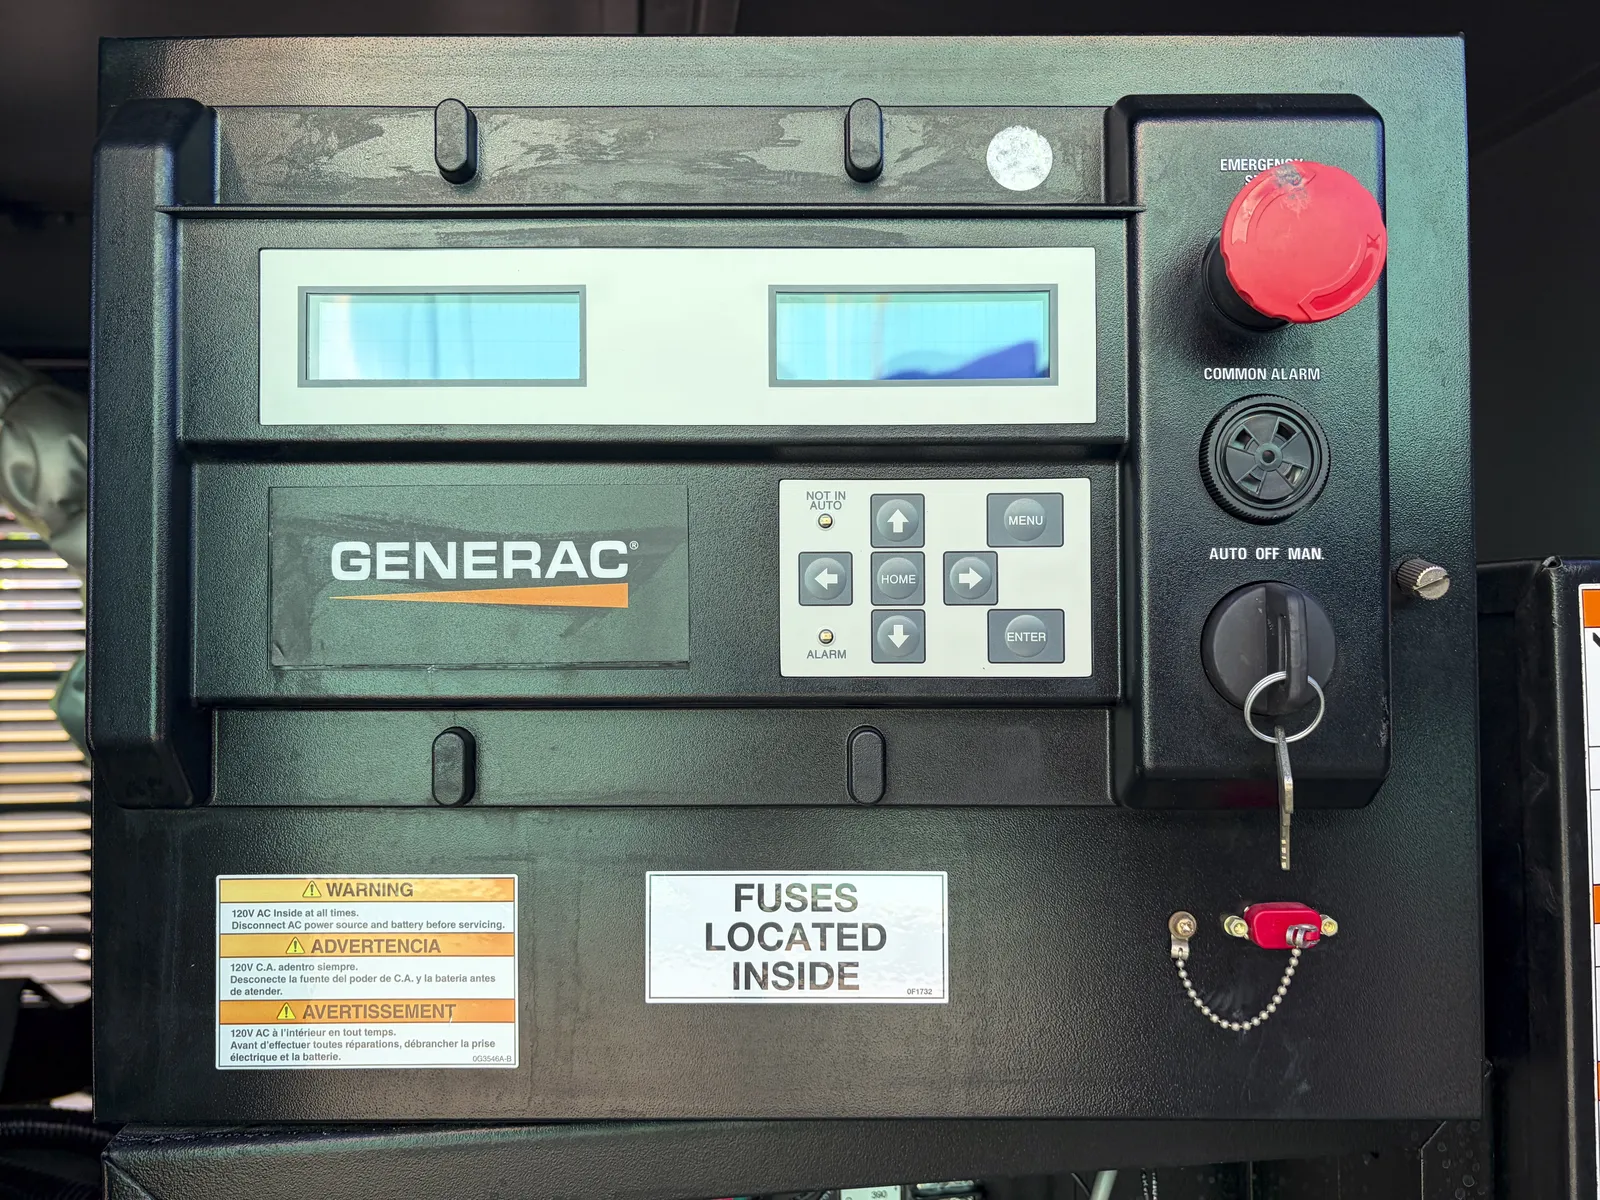 EMERGENCY
COMMON ALARM
AUTO OFF MAN.
GENERAC®
NOT IN
AUTO
MENU
HOME
ENTER
ALARM
WARNING
120V AC Inside at all times.
Disconnect AC power source and battery before servicing.
ADVERTENCIA
120V C.A. adentro siempre.
Desconecte la fuente del poder de C.A. y la bateria antes
de atender.
AVERTISSEMENT
120V AC à l'intérieur en tout temps.
Avant d'effectuer toutes réparations, débrancher la prise
électrique et la batterie.
0G3546A-B
FUSES
LOCATED
INSIDE
0F1732